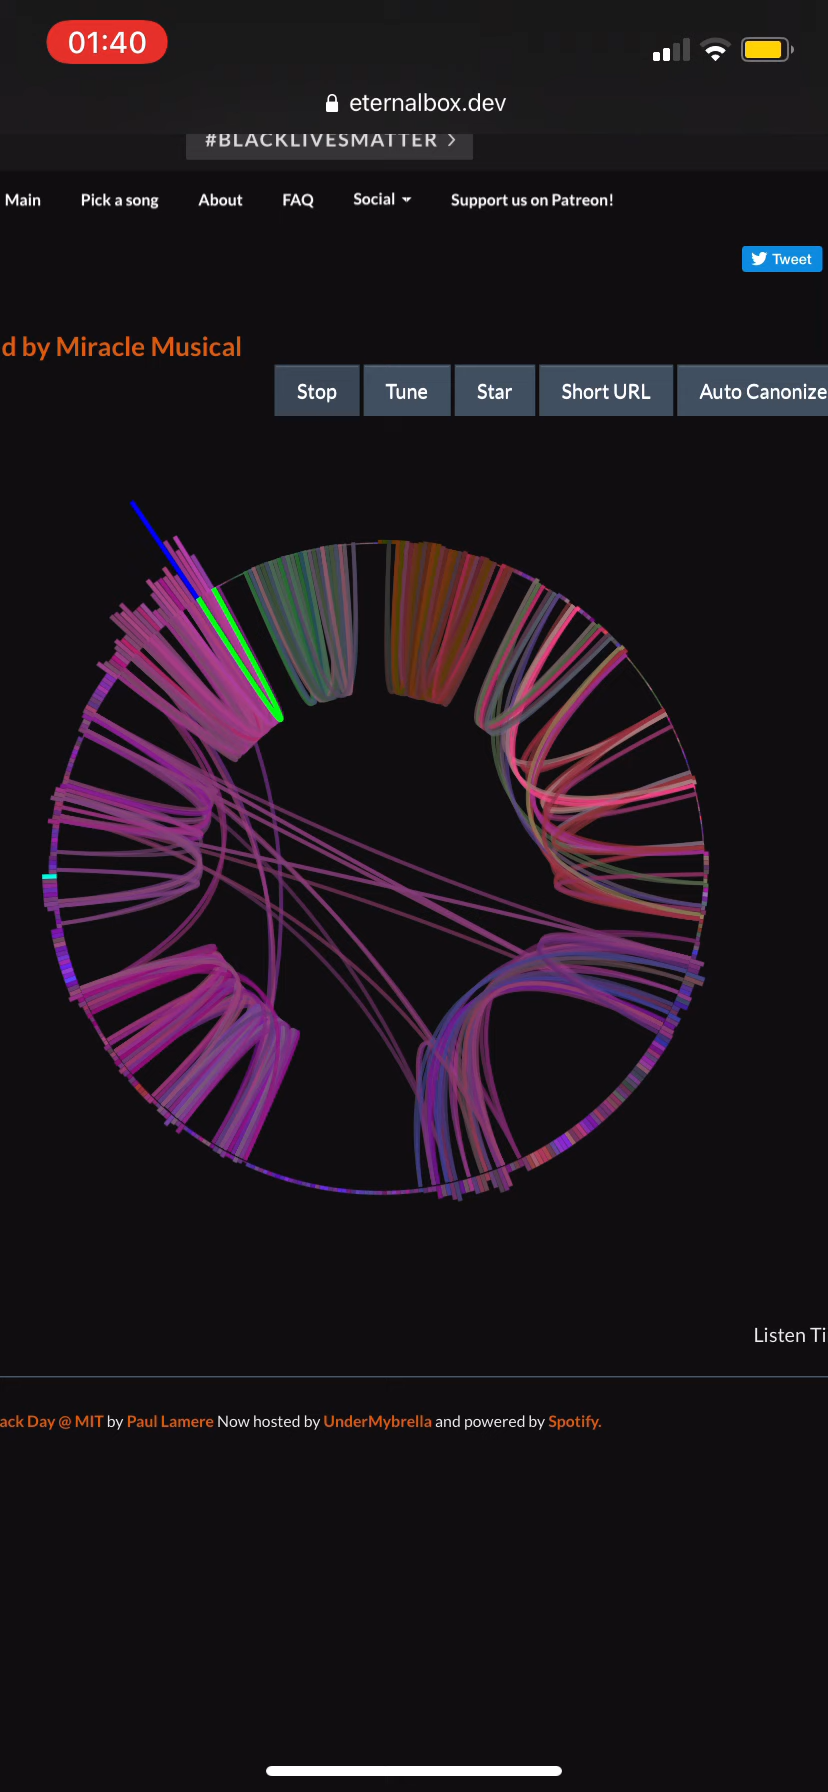 01:40
eternalbox.dev
#BLACKLIVESMATTER >
Main Pick a song About FAQ Social Support us on Patreon!
Tweet
d by Miracle Musical
Stop Tune Star Short URL Auto Canonize
Listen Ti
ack Day @ MIT by Paul Lamere Now hosted by UnderMybrella and powered by Spotify.